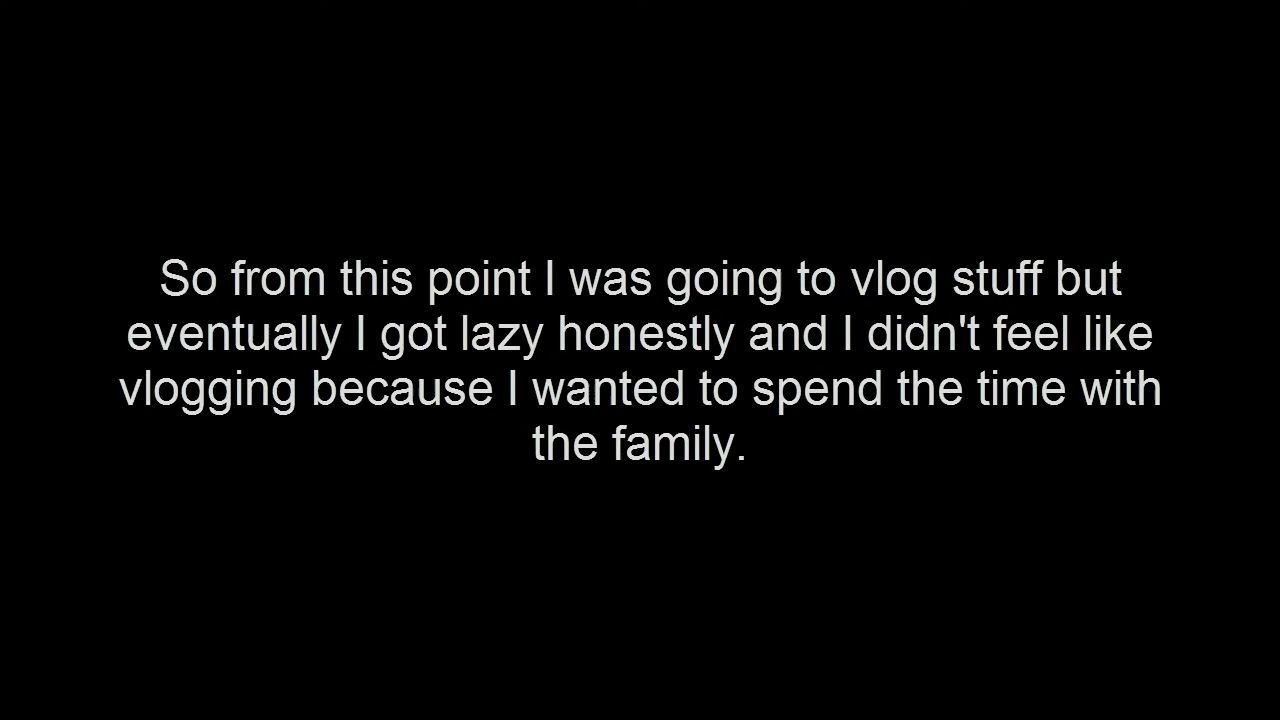 So from this point I was going to vlog stuff but
eventually I got lazy honestly and I didn't feel like
vlogging because I wanted to spend the time with
the family.